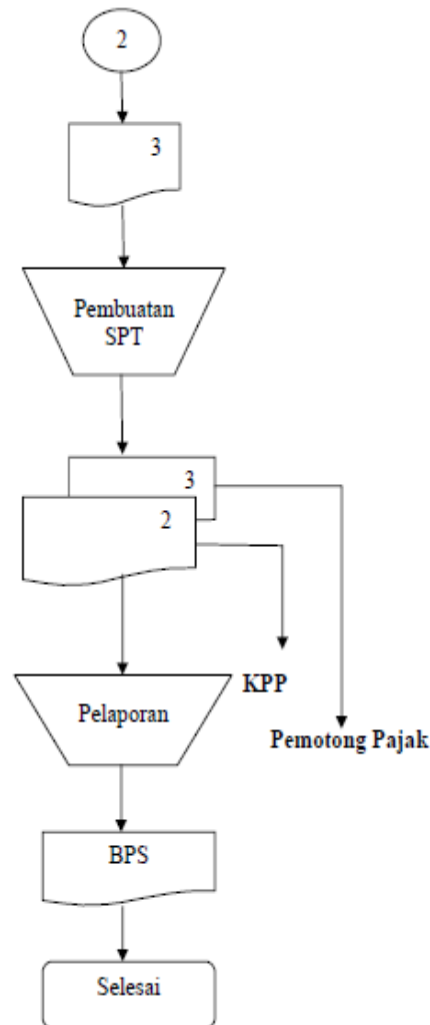 2
3
Pembuatan
SPT
3
2
KPP
Pelaporan
Pemotong Pajak
BPS
Selesai